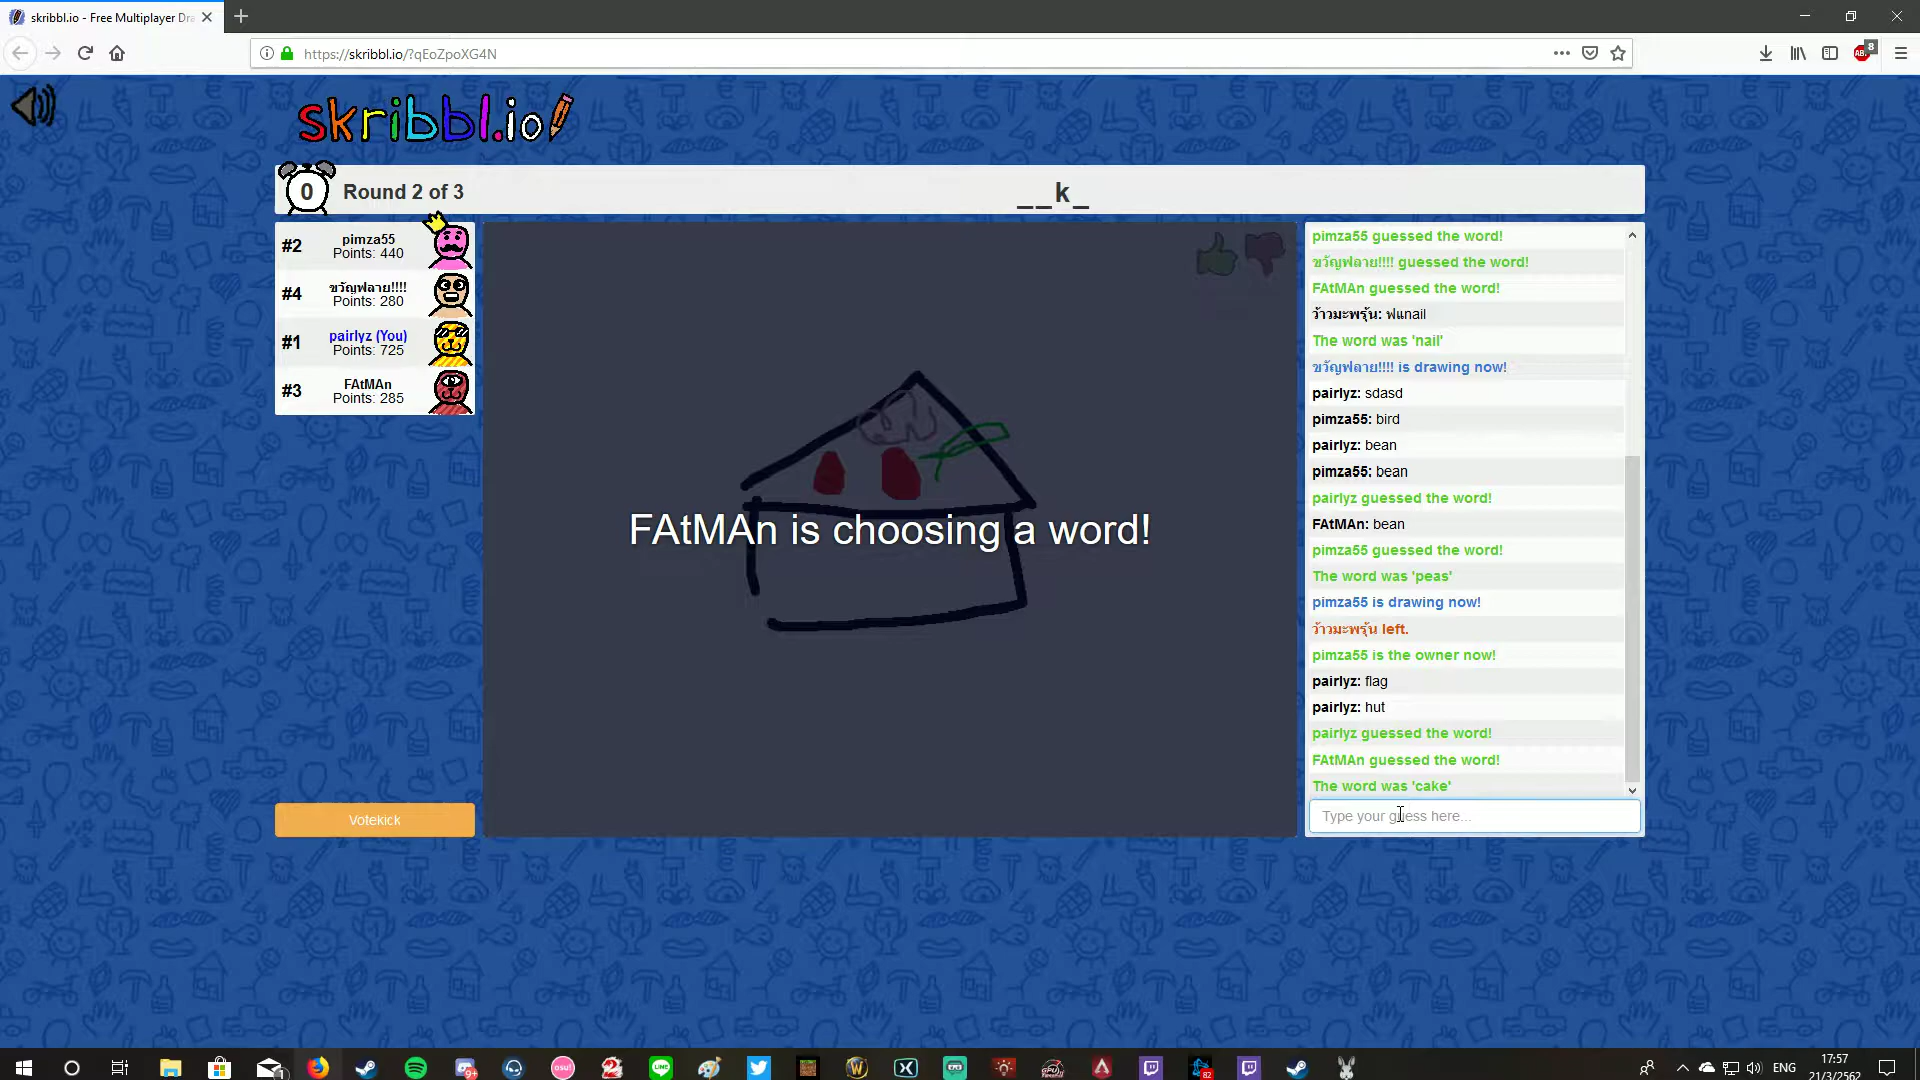 skribbl.io - Free Multiplayer Dra
https://skribbl.io/?qEoZpoXG4N
8
skribbl.io
0
Round 2 of 3
__k_
#2
pimza55
Points: 440
#4
ขวัญฟลาย!!!!
Points: 280
#1
pairlyz (You)
Points: 725
#3
FAtMAn
Points: 285
Votekick
FAtMAn is choosing a word!
pimza55 guessed the word!
ขวัญฟลาย!!!! guessed the word!
FAtMAn guessed the word!
ว้าวมะพรุ้น: ฟแnail
The word was 'nail'
ขวัญฟลาย!!!! is drawing now!
pairlyz: sdasd
pimza55: bird
pairlyz: bean
pimza55: bean
pairlyz guessed the word!
FAtMAn: bean
pimza55 guessed the word!
The word was 'peas'
pimza55 is drawing now!
ว้าวมะพรุ้น left.
pimza55 is the owner now!
pairlyz: flag
pairlyz: hut
pairlyz guessed the word!
FAtMAn guessed the word!
The word was 'cake'
Type your guess here...
ENG
17:57
21/3/2562